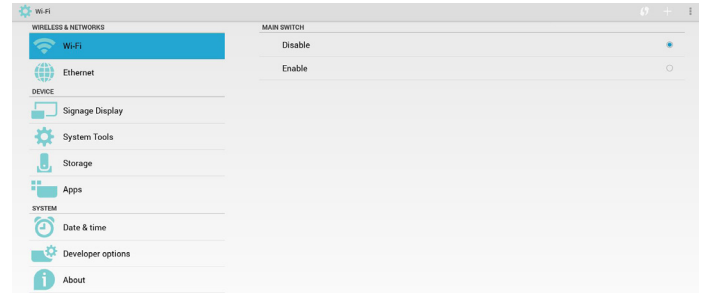 Wi-Fi
WIRELESS & NETWORKS
Wi-Fi
Ethernet
DEVICE
Signage Display
System Tools
Storage
Apps
SYSTEM
Date & time
Developer options
About
MAIN SWITCH
Disable
Enable